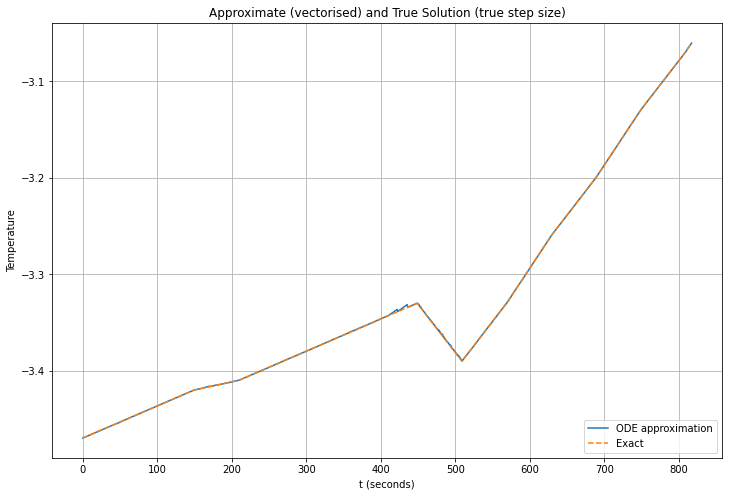 Approximate (vectorised) and True Solution (true step size)
−3.1
−3.2
−3.3
−3.4
Temperature
0 100 200 300 400 500 600 700 800
t (seconds)
ODE approximation
Exact